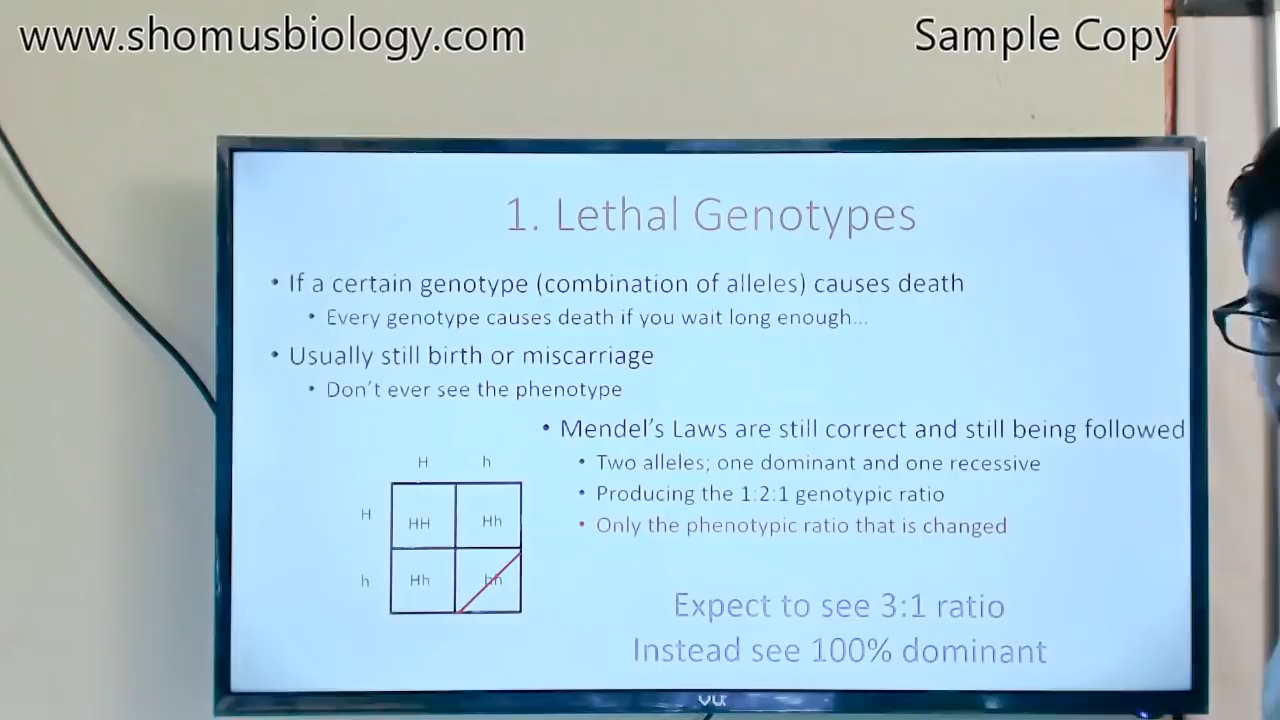 www.shomusbiology.com
Sample Copy
1. Lethal Genotypes
• If a certain genotype (combination of alleles) causes death
• Every genotype causes death if you wait long enough…
• Usually still birth or miscarriage
• Don't ever see the phenotype
• Mendel's Laws are still correct and still being followed
• Two alleles; one dominant and one recessive
• Producing the 1:2:1 genotypic ratio
• Only the phenotypic ratio that is changed
H h
H HH Hh
h Hh hh
Expect to see 3:1 ratio
Instead see 100% dominant
VU